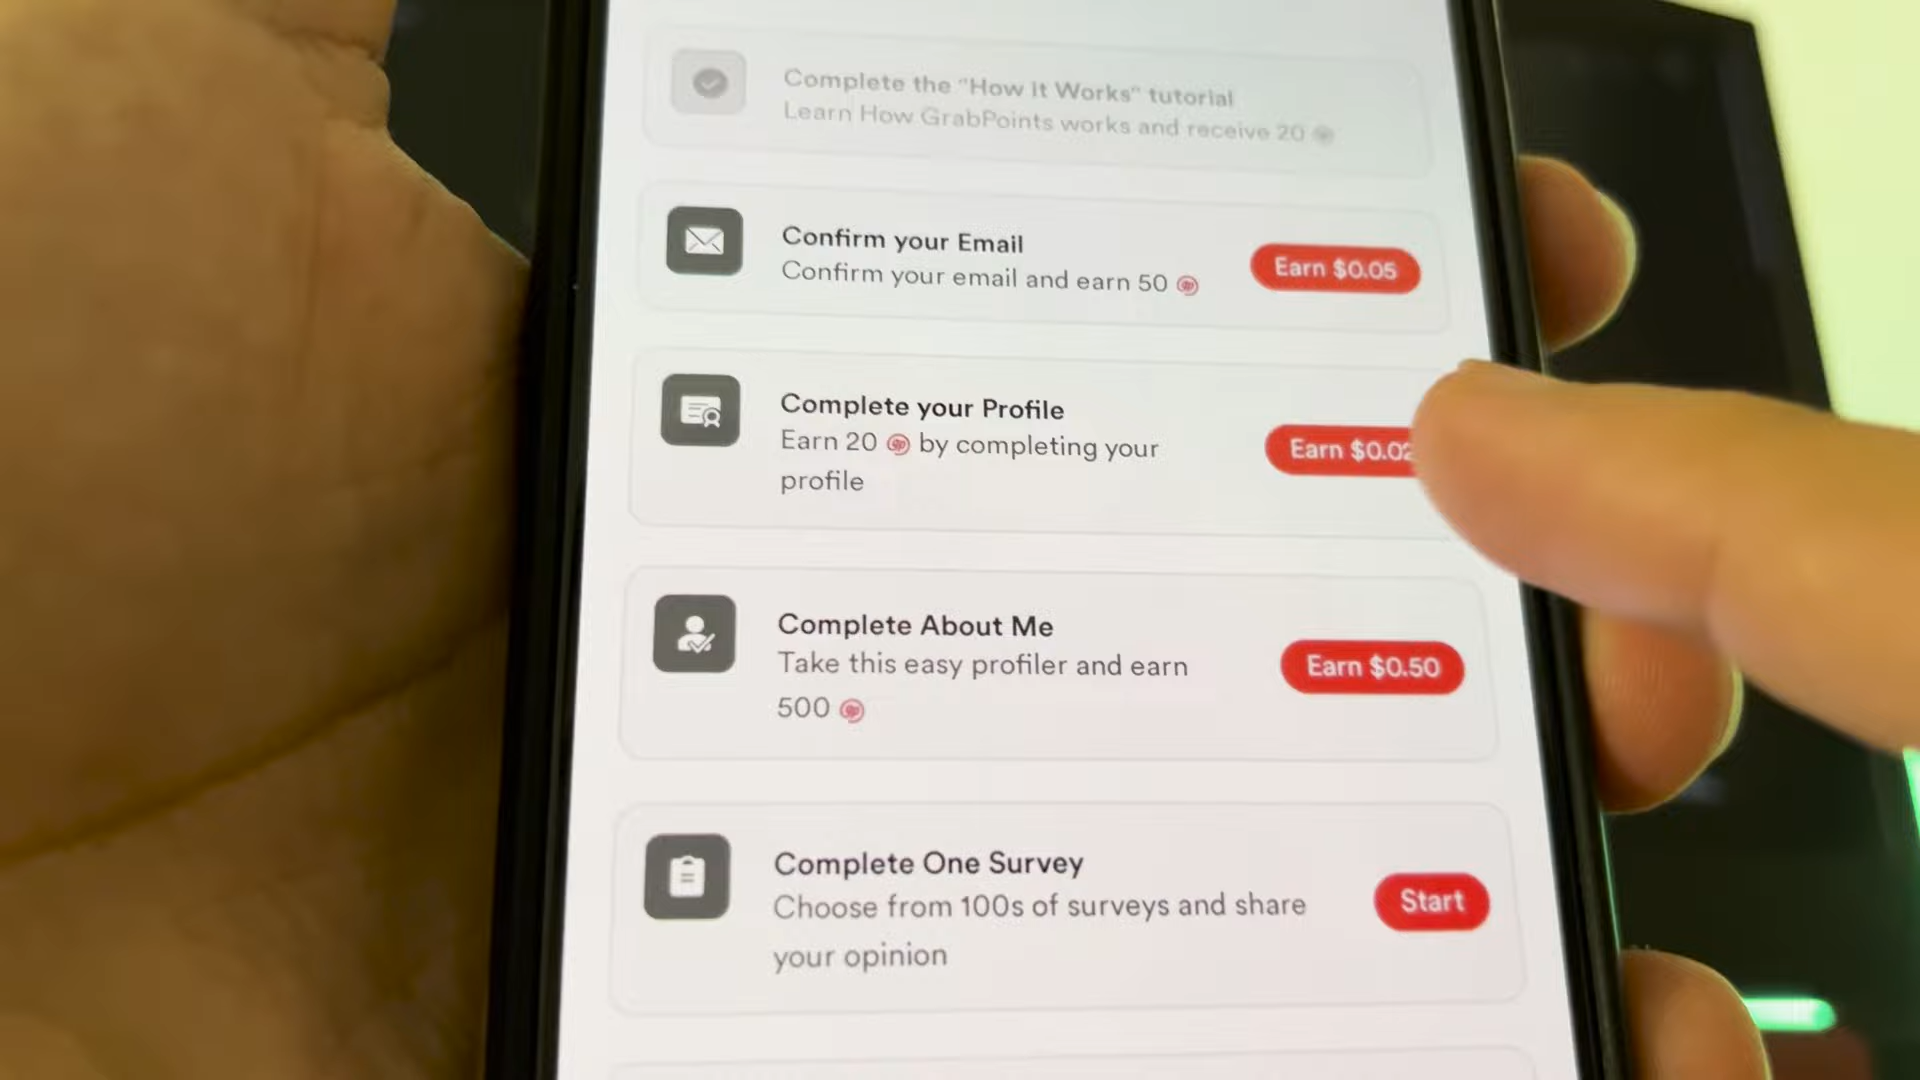 Complete the "How it Works" tutorial
Learn How GrabPoints works and receive 20
Confirm your Email
Confirm your email and earn 50
Earn $0.05
Complete your Profile
Earn 20 by completing your
profile
Earn $0.02
Complete About Me
Take this easy profiler and earn
500
Earn $0.50
Complete One Survey
Choose from 100s of surveys and share
your opinion
Start